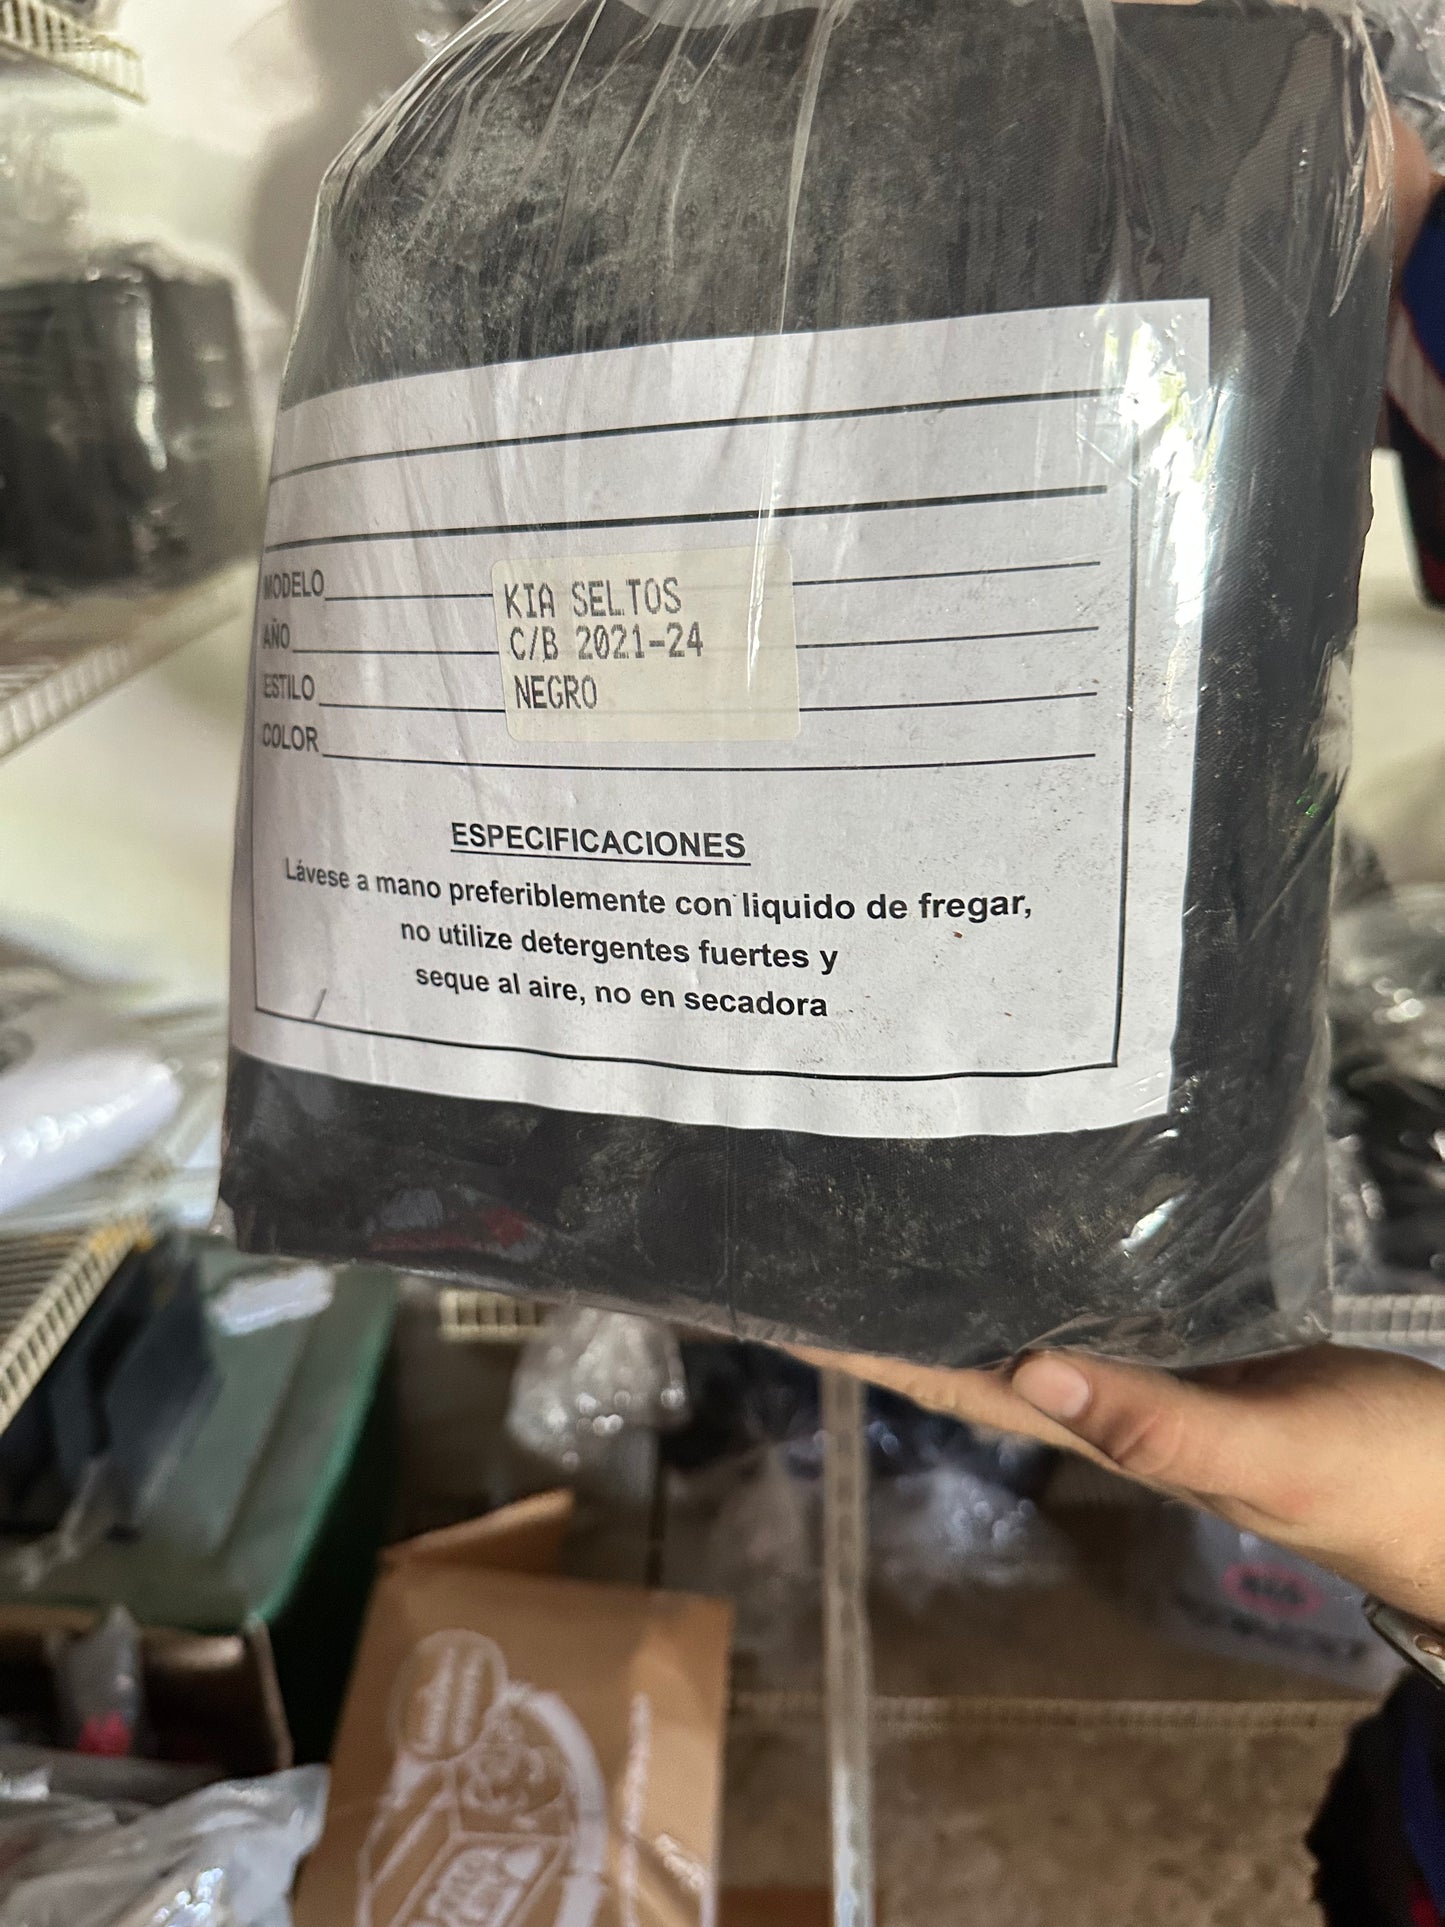 MODELO
KIA SELTOS
AÑO
C/B 2021-24
ESTILO
NEGRO
COLOR
ESPECIFICACIONES
Lávese a mano preferiblemente con liquido de fregar,
no utilize detergentes fuertes y
seque al aire, no en secadora